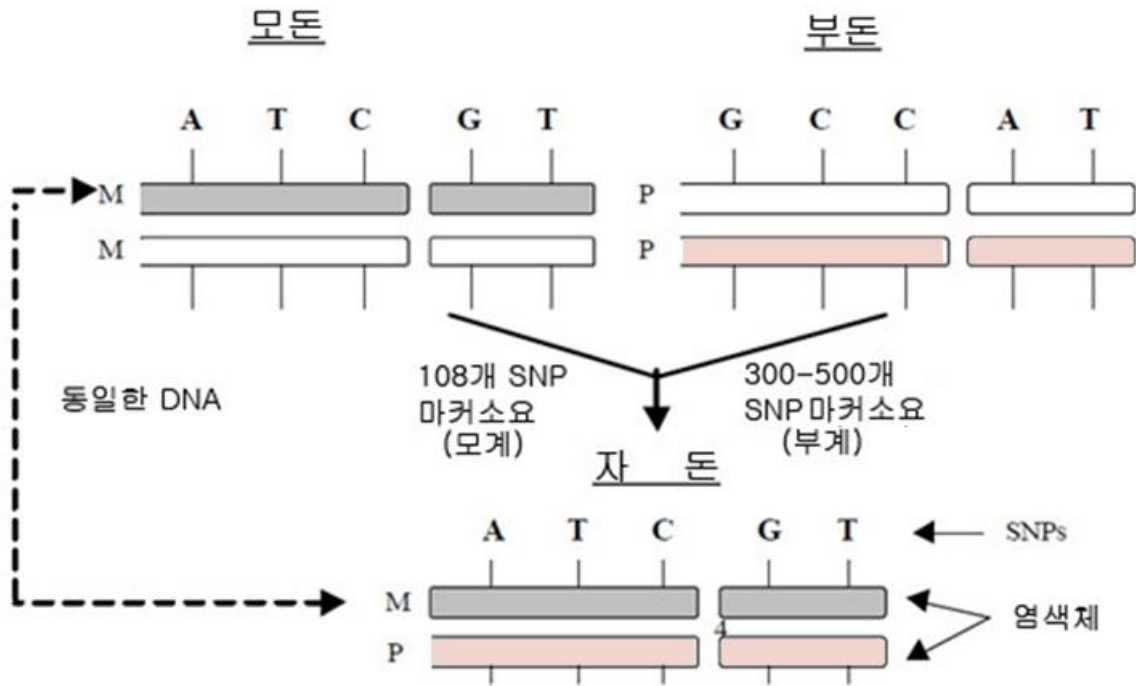 모돈 부돈
A T C G T G C C A T
M P
M P
동일한 DNA
108개 SNP
마커소요
(모계)
300-500개
SNP 마커소요
(부계)
자 돈
A T C G T SNPs
M
4
P
염색체